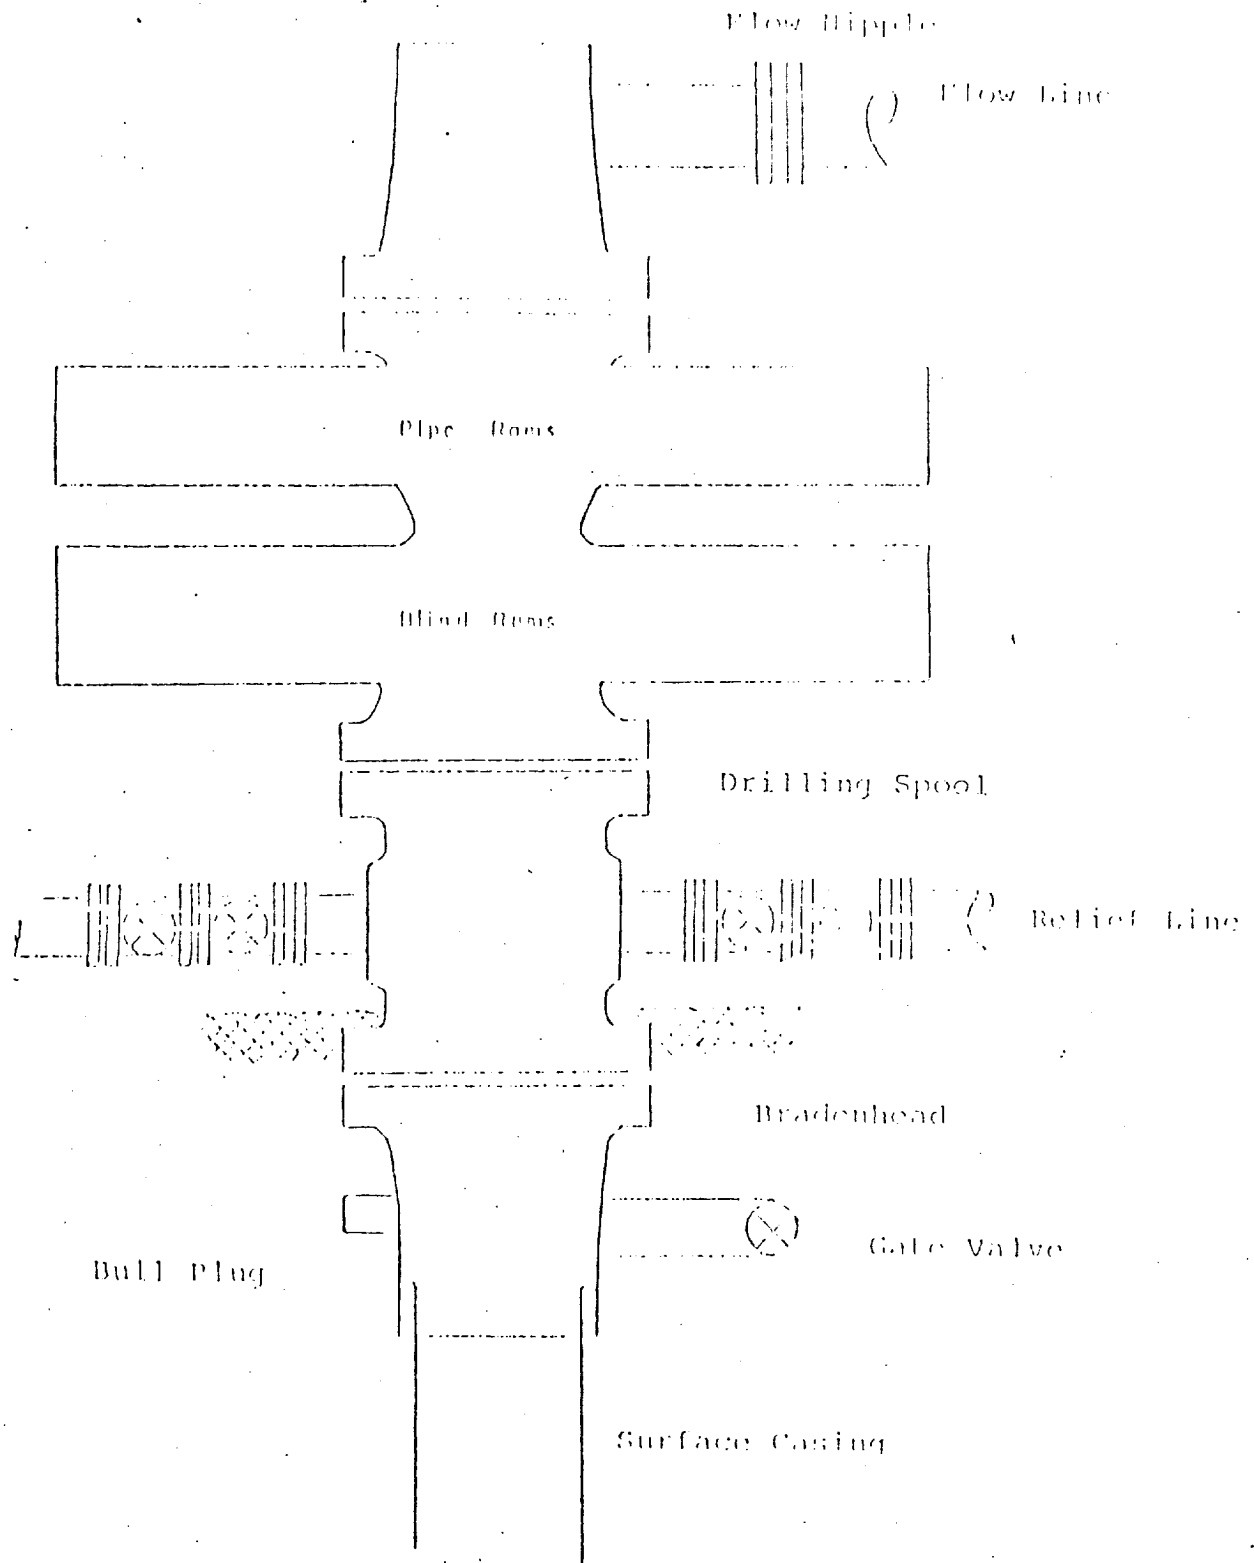 Flow Nipple
Flow Line
Pipe Rams
Blind Rams
Drilling Spool
Relief Line
Bradenhead
Gate Valve
Bull Plug
Surface Casing